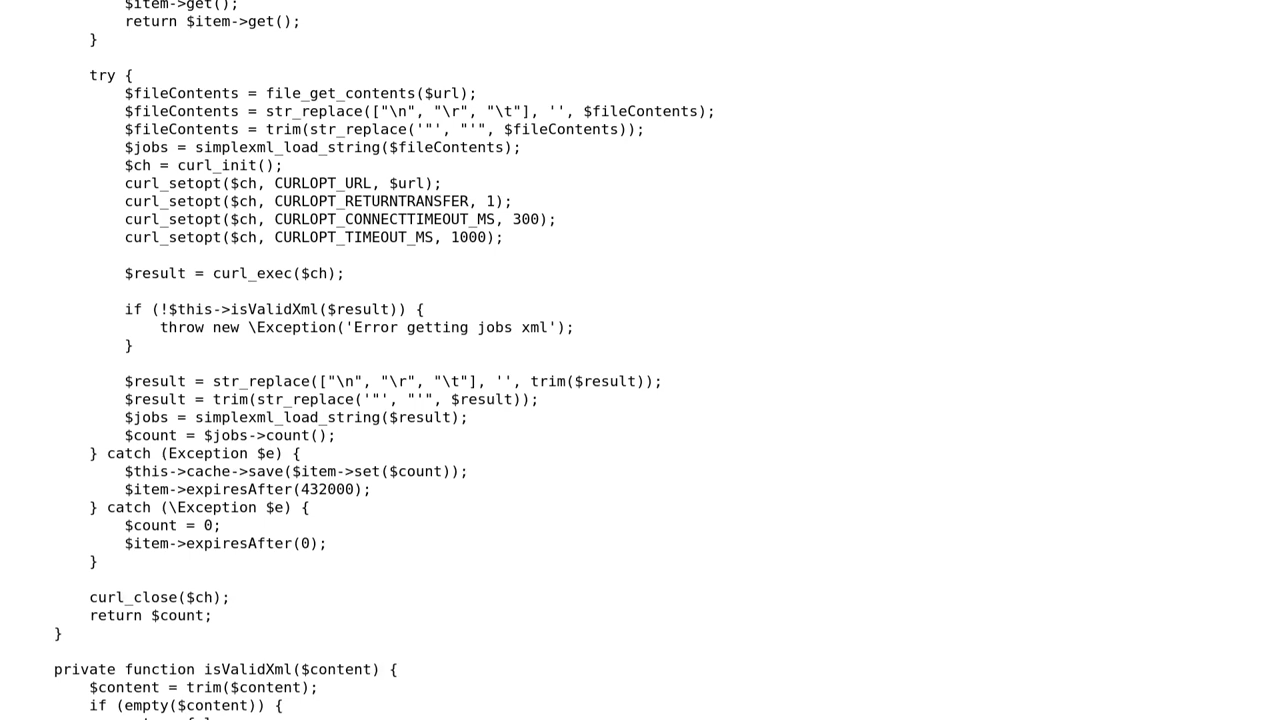 $item->get();
return $item->get();
}
try {
$fileContents = file_get_contents($url);
$fileContents = str_replace(["\n", "\r", "\t"], '', $fileContents);
$fileContents = trim(str_replace('"', "'", $fileContents));
$jobs = simplexml_load_string($fileContents);
$ch = curl_init();
curl_setopt($ch, CURLOPT_URL, $url);
curl_setopt($ch, CURLOPT_RETURNTRANSFER, 1);
curl_setopt($ch, CURLOPT_CONNECTTIMEOUT_MS, 300);
curl_setopt($ch, CURLOPT_TIMEOUT_MS, 1000);
$result = curl_exec($ch);
if (!$this->isValidXml($result)) {
throw new \Exception('Error getting jobs xml');
}
$result = str_replace(["\n", "\r", "\t"], '', trim($result));
$result = trim(str_replace('"', "'", $result));
$jobs = simplexml_load_string($result);
$count = $jobs->count();
} catch (Exception $e) {
$this->cache->save($item->set($count));
$item->expiresAfter(432000);
} catch (\Exception $e) {
$count = 0;
$item->expiresAfter(0);
}
curl_close($ch);
return $count;
}
private function isValidXml($content) {
$content = trim($content);
if (empty($content)) {